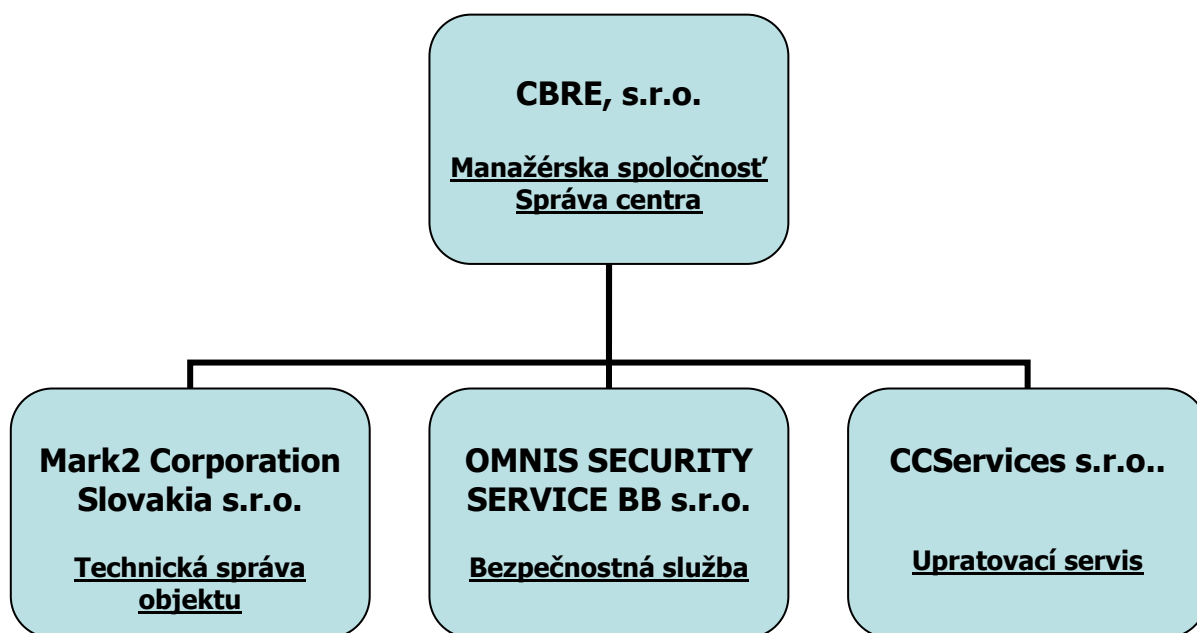 CBRE, s.r.o.
Manažérska spoločnosť
Správa centra
Mark2 Corporation
Slovakia s.r.o.
Technická správa
objektu
OMNIS SECURITY
SERVICE BB s.r.o.
Bezpečnostná služba
CCServices s.r.o..
Upratovací servis